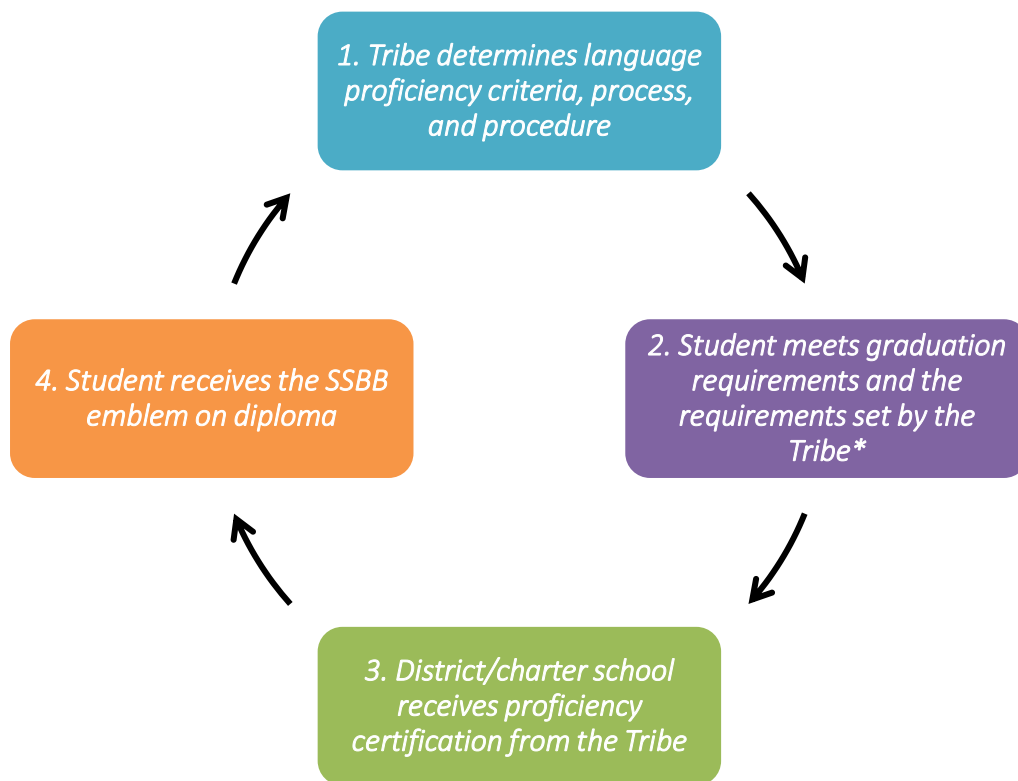 1. Tribe determines language
proficiency criteria, process,
and procedure
2. Student meets graduation
requirements and the
requirements set by the
Tribe*
3. District/charter school
receives proficiency
certification from the Tribe
4. Student receives the SSBB
emblem on diploma